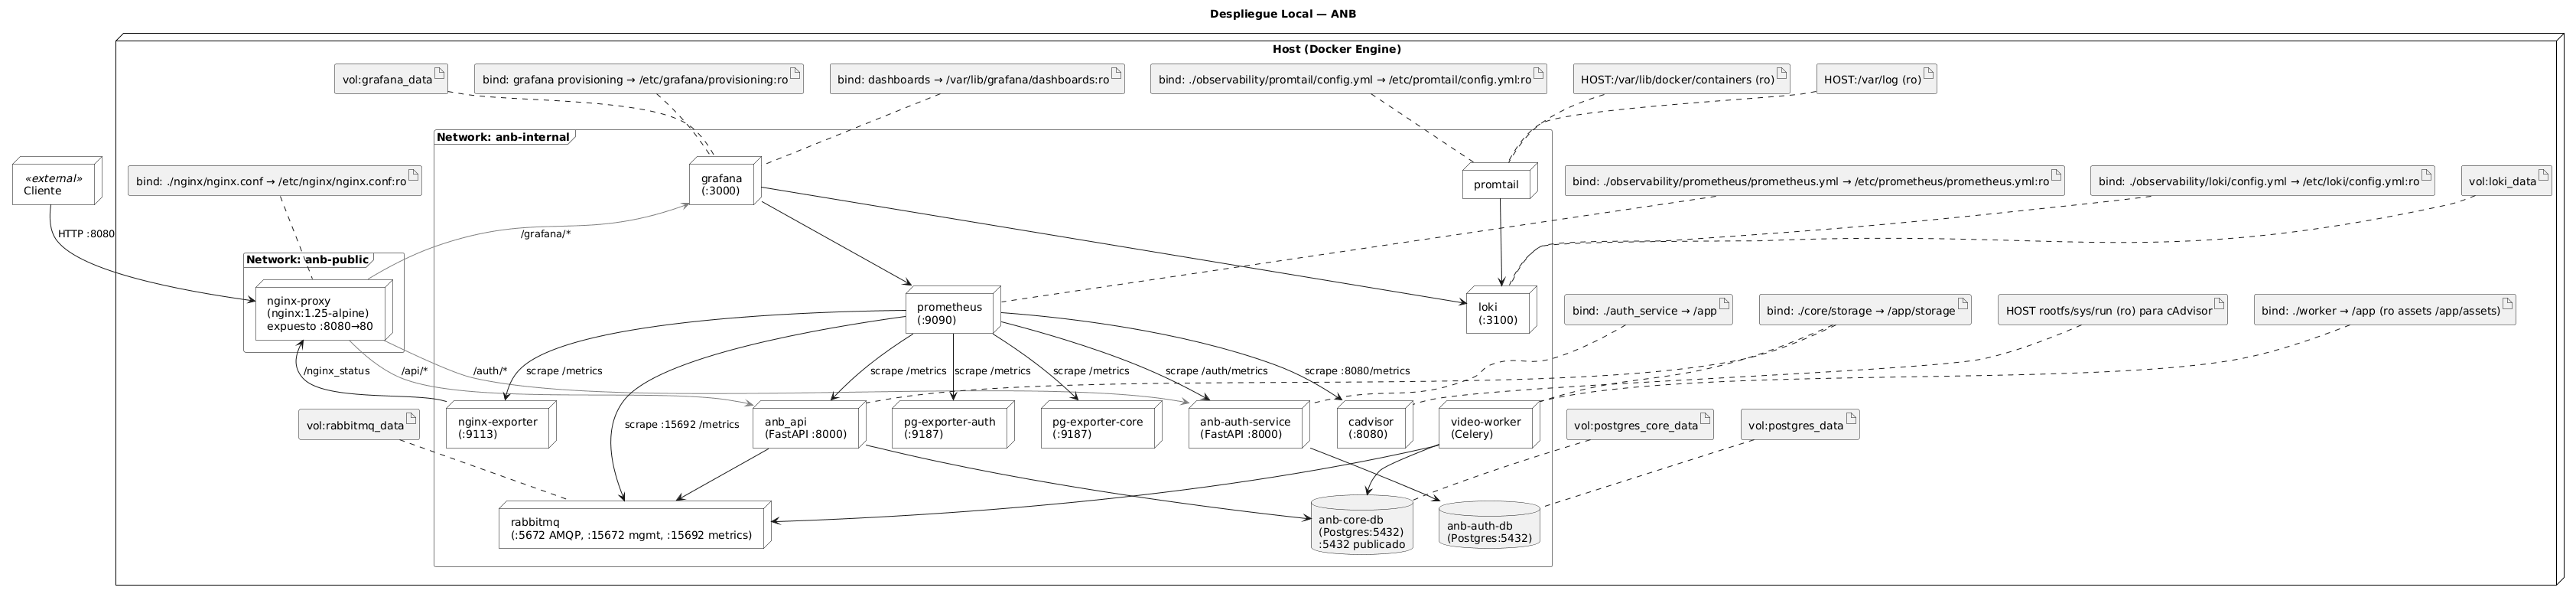 Despliegue Local — ANB
Host (Docker Engine)
vol:grafana_data
bind: grafana provisioning → /etc/grafana/provisioning:ro
bind: dashboards → /var/lib/grafana/dashboards:ro
bind: ./observability/promtail/config.yml → /etc/promtail/config.yml:ro
HOST:/var/lib/docker/containers (ro)
HOST:/var/log (ro)
Network: anb-internal
«external»
Cliente
bind: ./nginx/nginx.conf → /etc/nginx/nginx.conf:ro
grafana
(:3000)
promtail
bind: ./observability/prometheus/prometheus.yml → /etc/prometheus/prometheus.yml:ro
bind: ./observability/loki/config.yml → /etc/loki/config.yml:ro
vol:loki_data
HTTP :8080
/grafana/*
Network: anb-public
nginx-proxy
(nginx:1.25-alpine)
expuesto :8080→80
prometheus
(:9090)
loki
(:3100)
bind: ./auth_service → /app
bind: ./core/storage → /app/storage
HOST rootfs/sys/run (ro) para cAdvisor
bind: ./worker → /app (ro assets /app/assets)
/nginx_status
/api/*
/auth/*
scrape /metrics
scrape /metrics
scrape /metrics
scrape /metrics
scrape /auth/metrics
scrape :8080/metrics
vol:rabbitmq_data
nginx-exporter
(:9113)
scrape :15692 /metrics
anb_api
(FastAPI :8000)
pg-exporter-auth
(:9187)
pg-exporter-core
(:9187)
anb-auth-service
(FastAPI :8000)
cadvisor
(:8080)
video-worker
(Celery)
vol:postgres_core_data
vol:postgres_data
rabbitmq
(:5672 AMQP, :15672 mgmt, :15692 metrics)
anb-core-db
(Postgres:5432)
:5432 publicado
anb-auth-db
(Postgres:5432)